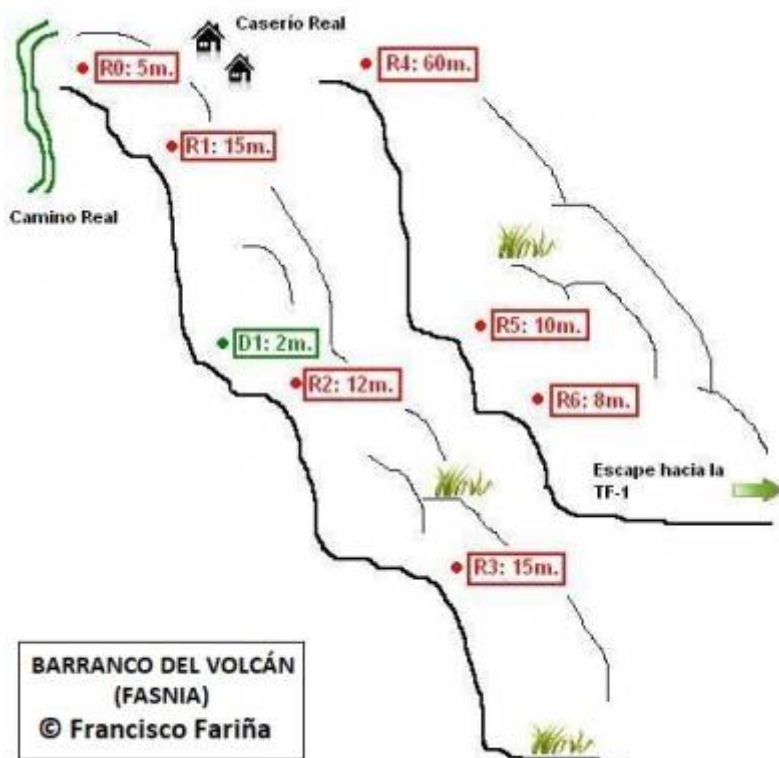 Caserío Real
R0: 5m.
R4: 60m.
R1: 15m.
Camino Real
R5: 10m.
D1: 2m.
R2: 12m.
R6: 8m.
Escape hacia la
TF-1
R3: 15m.
BARRANCO DEL VOLCÁN
(FASNIA)
© Francisco Fariña